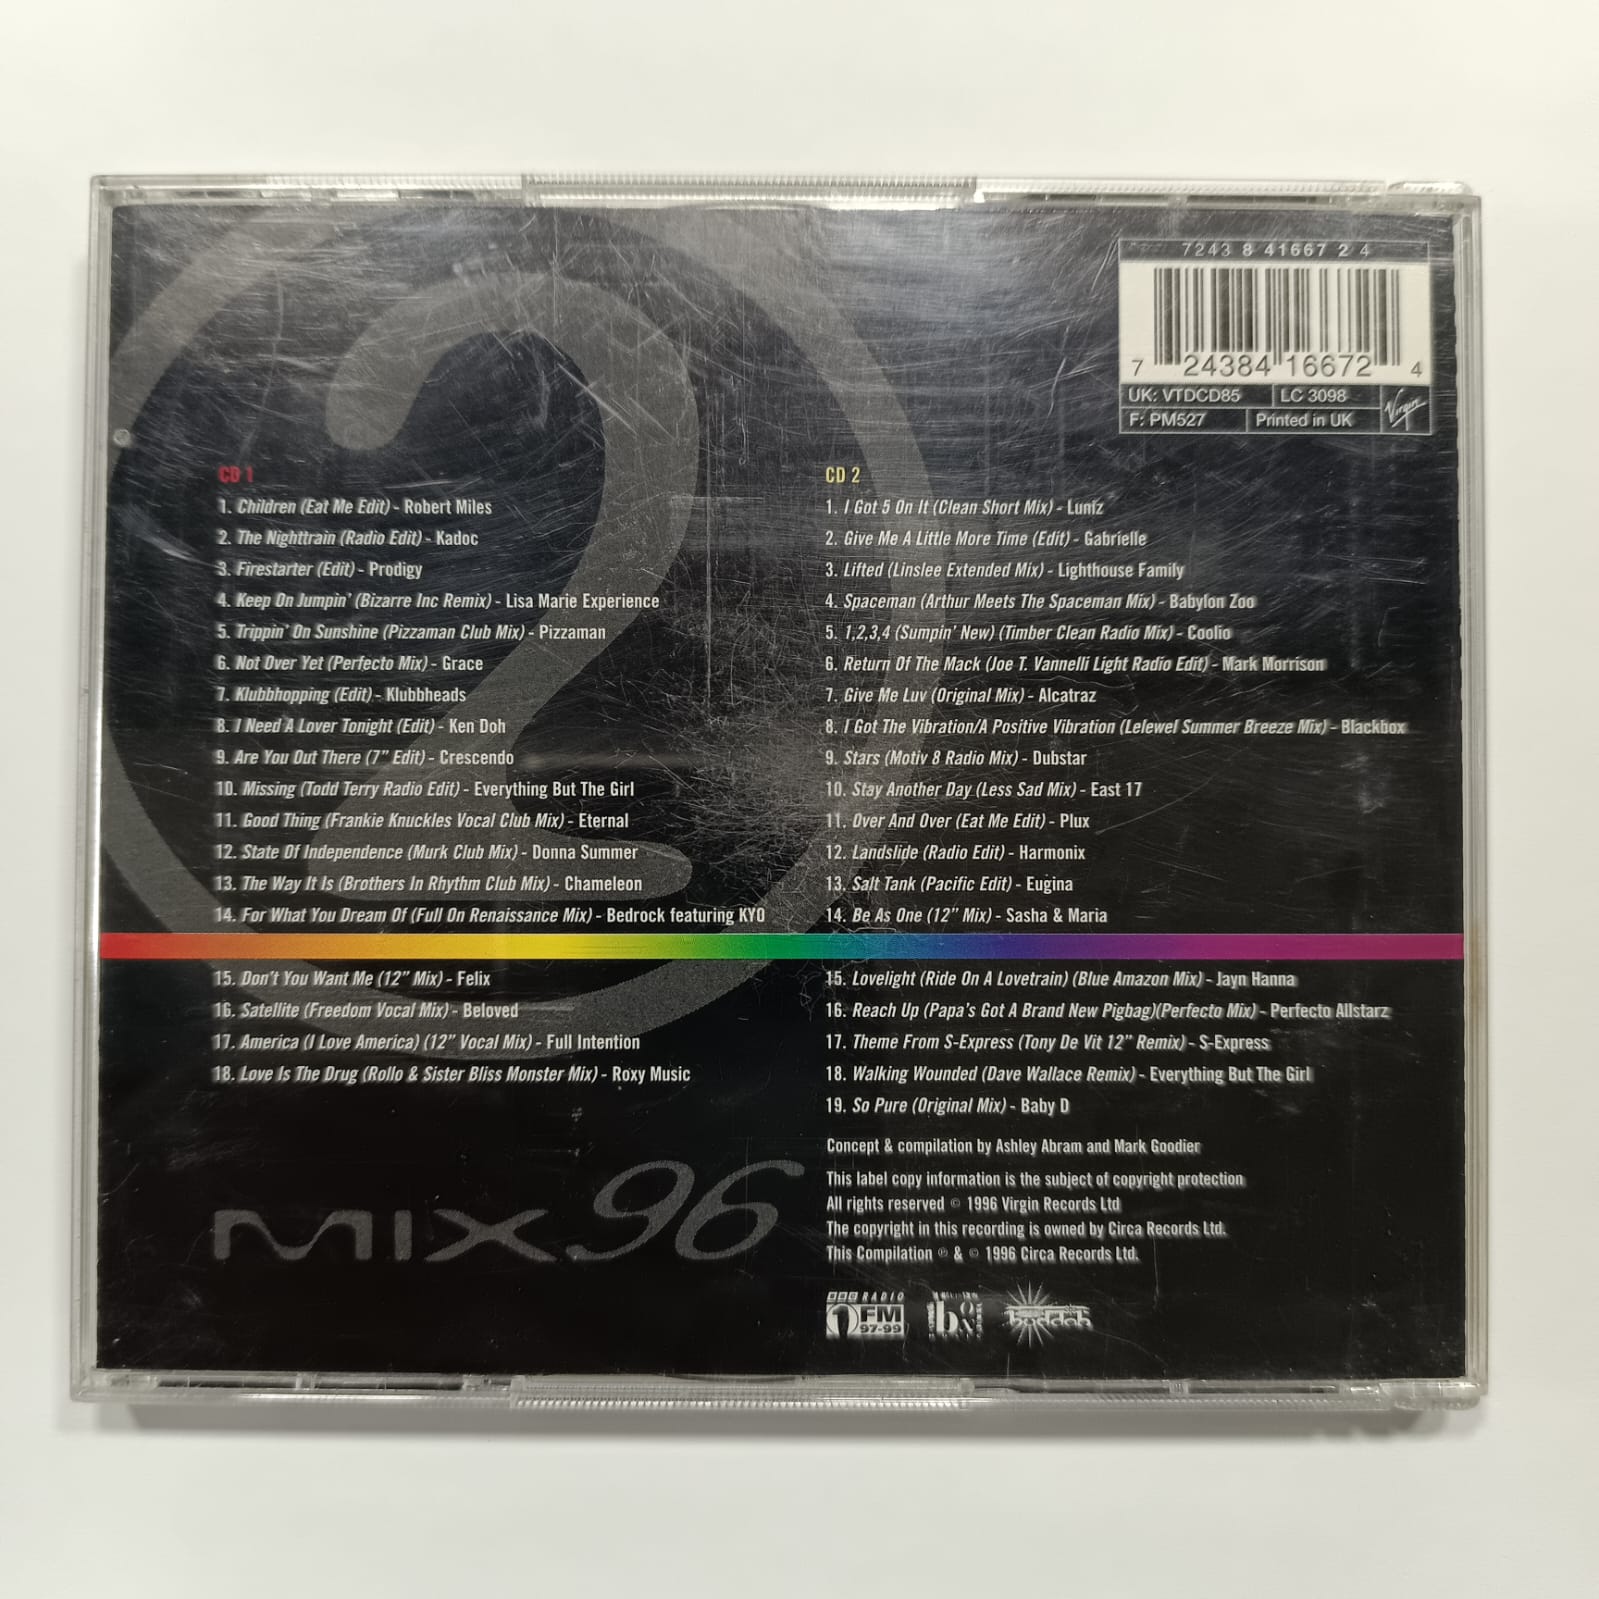 7243 8 41667 2 4
7 24384 16672 4
UK: VTDCD85
LC 3098
F: PM527
Printed in UK
Virgin
CD 1
1. Children (Eat Me Edit) - Robert Miles
2. The Nighttrain (Radio Edit) - Kadoc
3. Firestarter (Edit) - Prodigy
4. Keep On Jumpin' (Bizarre Inc Remix) - Lisa Marie Experience
5. Trippin' On Sunshine (Pizzaman Club Mix) - Pizzaman
6. Not Over Yet (Perfecto Mix) - Grace
7. Klubbhopping (Edit) - Klubbheads
8. I Need A Lover Tonight (Edit) - Ken Doh
9. Are You Out There (7" Edit) - Crescendo
10. Missing (Todd Terry Radio Edit) - Everything But The Girl
11. Good Thing (Frankie Knuckles Vocal Club Mix) - Eternal
12. State Of Independence (Murk Club Mix) - Donna Summer
13. The Way It Is (Brothers In Rhythm Club Mix) - Chameleon
14. For What You Dream Of (Full On Renaissance Mix) - Bedrock featuring KYO
15. Don't You Want Me (12" Mix) - Felix
16. Satellite (Freedom Vocal Mix) - Beloved
17. America (I Love America) (12" Vocal Mix) - Full Intention
18. Love Is The Drug (Rollo & Sister Bliss Monster Mix) - Roxy Music
MIX 96
CD 2
1. I Got 5 On It (Clean Short Mix) - Luniz
2. Give Me A Little More Time (Edit) - Gabrielle
3. Lifted (Linslee Extended Mix) - Lighthouse Family
4. Spaceman (Arthur Meets The Spaceman Mix) - Babylon Zoo
5. 1,2,3,4 (Sumpin' New) (Timber Clean Radio Mix) - Coolio
6. Return Of The Mack (Joe T. Vannelli Light Radio Edit) - Mark Morrison
7. Give Me Luv (Original Mix) - Alcatraz
8. I Got The Vibration/A Positive Vibration (Lelewel Summer Breeze Mix) - Blackbox
9. Stars (Motiv 8 Radio Mix) - Dubstar
10. Stay Another Day (Less Sad Mix) - East 17
11. Over And Over (Eat Me Edit) - Plux
12. Landslide (Radio Edit) - Harmonix
13. Salt Tank (Pacific Edit) - Eugina
14. Be As One (12" Mix) - Sasha & Maria
15. Lovelight (Ride On A Lovetrain) (Blue Amazon Mix) - Jayn Hanna
16. Reach Up (Papa's Got A Brand New Pigbag)(Perfecto Mix) - Perfecto Allstarz
17. Theme From S-Express (Tony De Vit 12" Remix) - S-Express
18. Walking Wounded (Dave Wallace Remix) - Everything But The Girl
19. So Pure (Original Mix) - Baby D
Concept & compilation by Ashley Abram and Mark Goodier
This label copy information is the subject of copyright protection
All rights reserved © 1996 Virgin Records Ltd
The copyright in this recording is owned by Circa Records Ltd.
This Compilation ℗ & © 1996 Circa Records Ltd.
BBC RADIO
1 FM
97-99
box
buddah
2